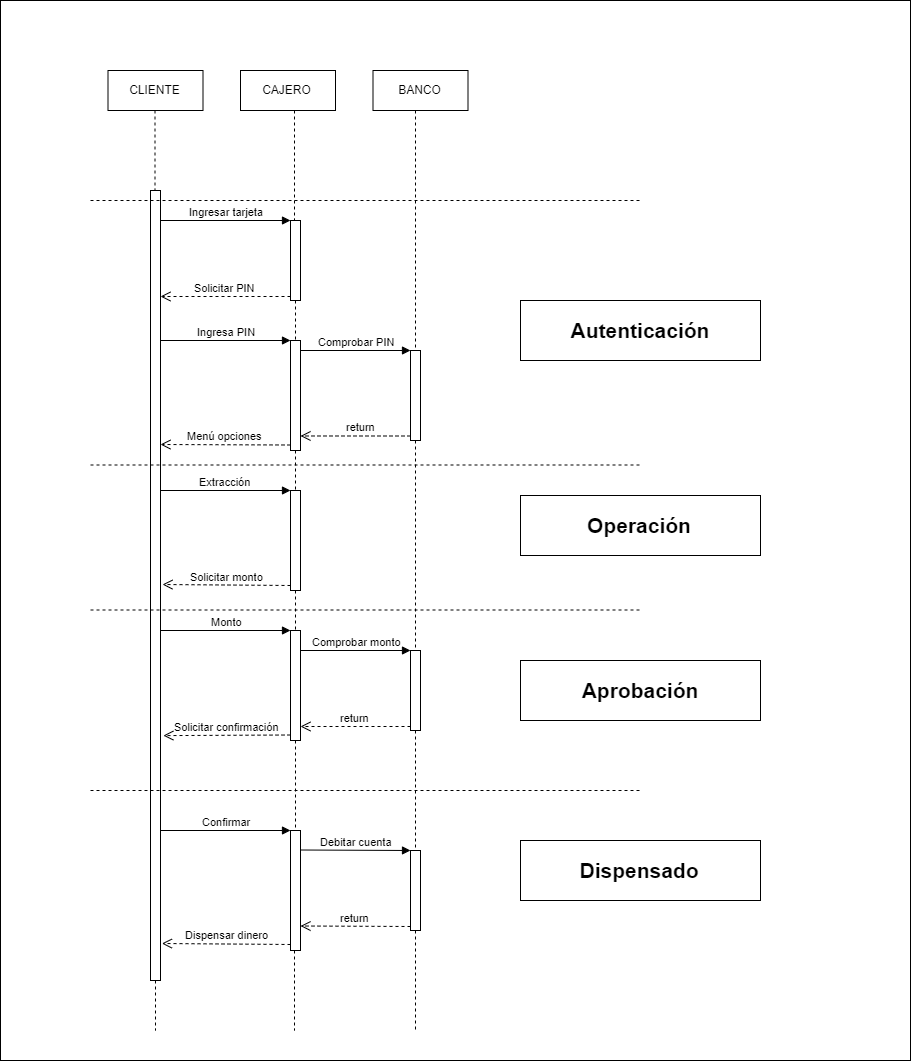 CLIENTE
CAJERO
BANCO
Ingresar tarjeta
Solicitar PIN
Ingresa PIN
Comprobar PIN
return
Menú opciones
Autenticación
Extracción
Solicitar monto
Operación
Monto
Comprobar monto
return
Solicitar confirmación
Aprobación
Confirmar
Debitar cuenta
return
Dispensar dinero
Dispensado